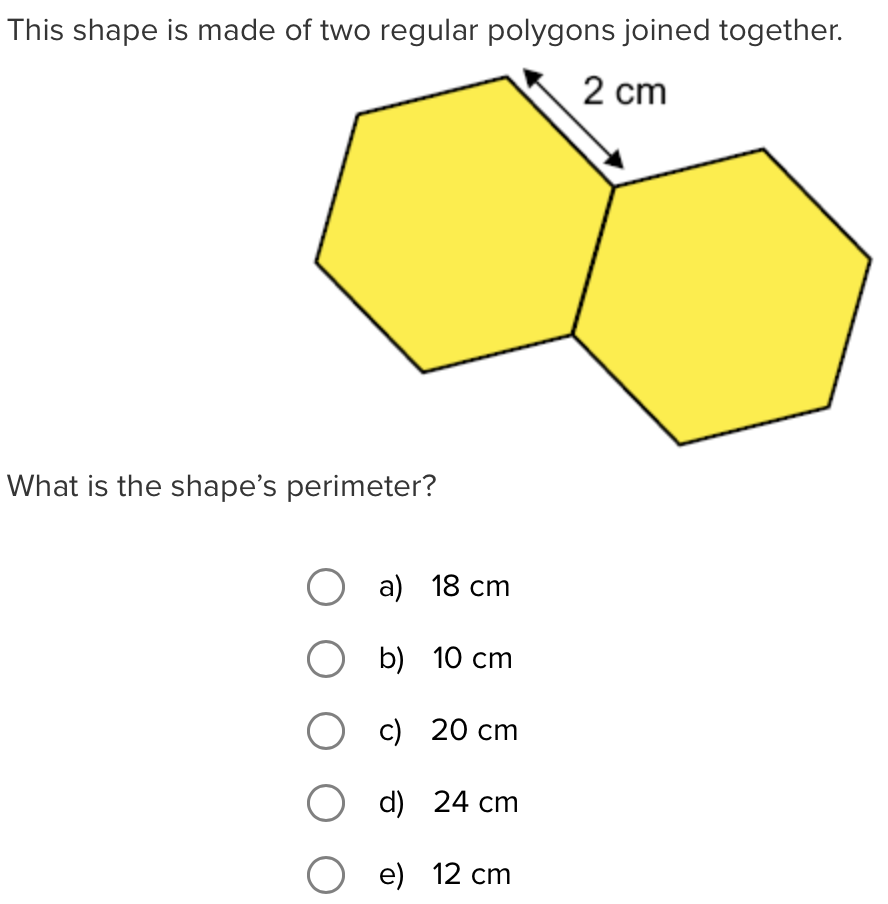 This shape is made of two regular polygons joined together.
2 cm
What is the shape’s perimeter?
a) 18 cm
b) 10 cm
c) 20 cm
d) 24 cm
e) 12 cm